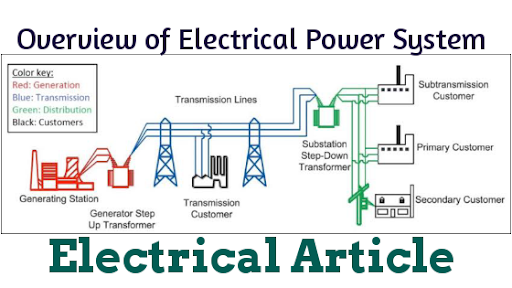 Overview of Electrical Power System
Color key:
Red: Generation
Blue: Transmission
Green: Distribution
Black: Customers
Transmission Lines
Subtransmission
Customer
Substation
Step-Down
Transformer
Primary Customer
Generating Station
Generator Step
Up Transformer
Transmission
Customer
Secondary Customer
Electrical Article